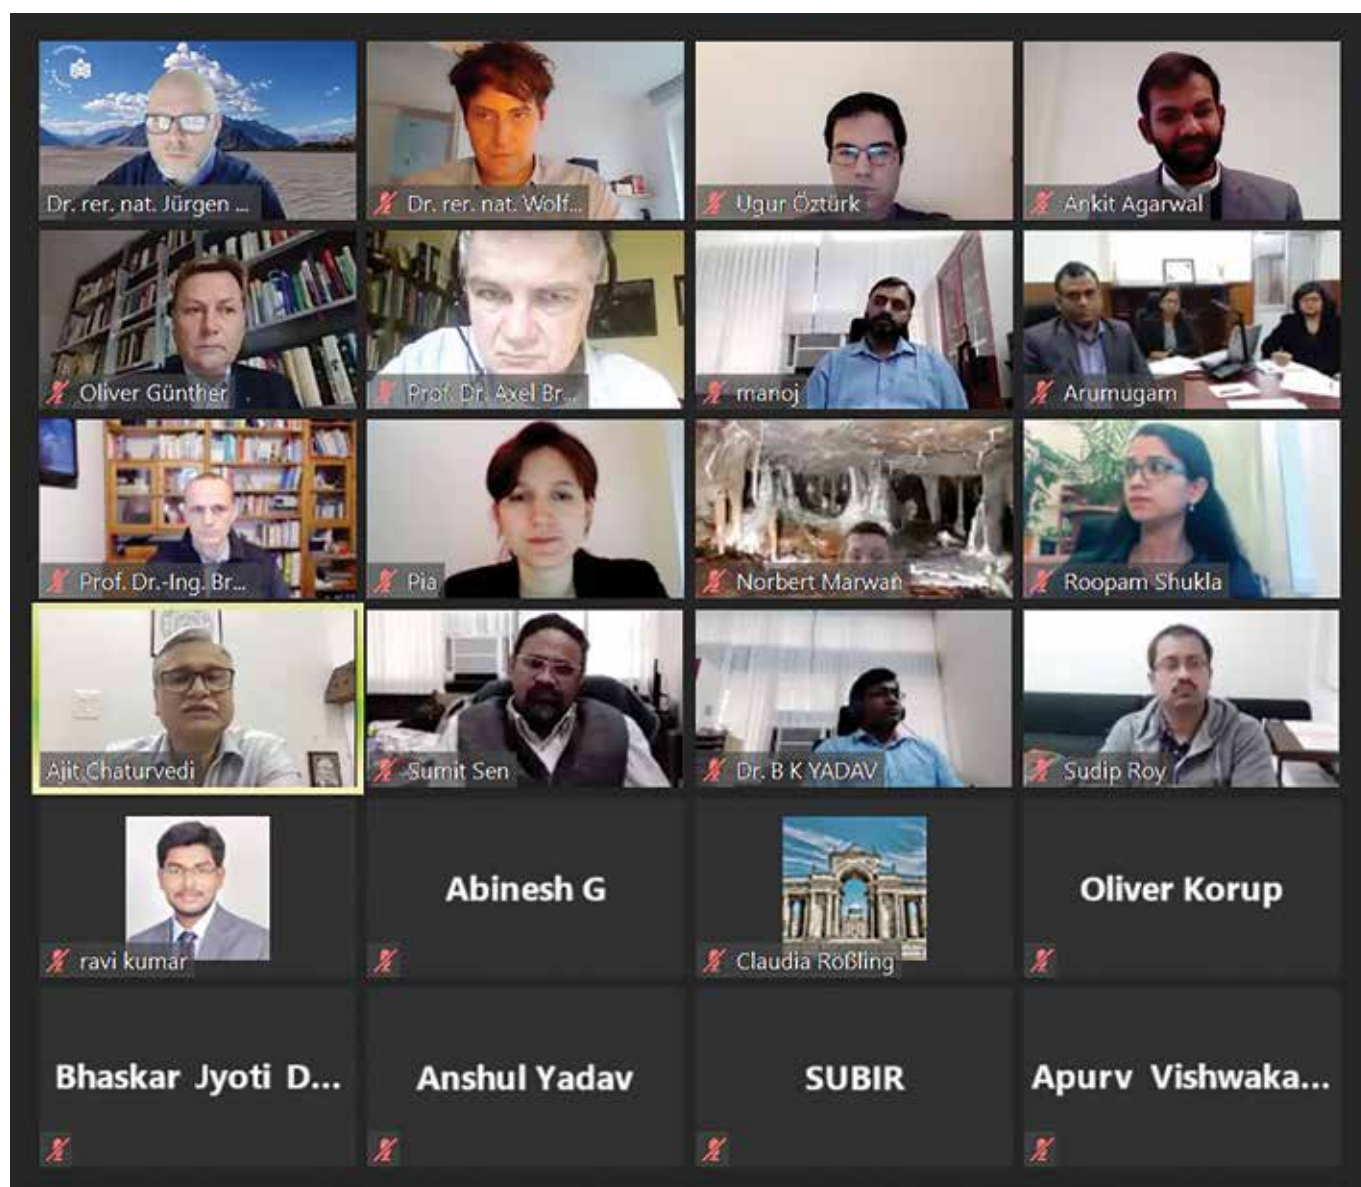 Dr. rer. nat. Jürgen ...
Dr. rer. nat. Wolf...
Ugur Öztürk
Ankit Agarwal
Oliver Günther
Prof. Dr. Axel Br...
manoj
Arumugam
Prof. Dr.-Ing. Br...
Pia
Norbert Marwan
Roopam Shukla
Ajit Chaturvedi
Sumit Sen
Dr. B K YADAV
Sudip Roy
ravi kumar
Abinesh G
Claudia Rößling
Oliver Korup
Bhaskar Jyoti D...
Anshul Yadav
SUBIR
Apurv Vishwaka...